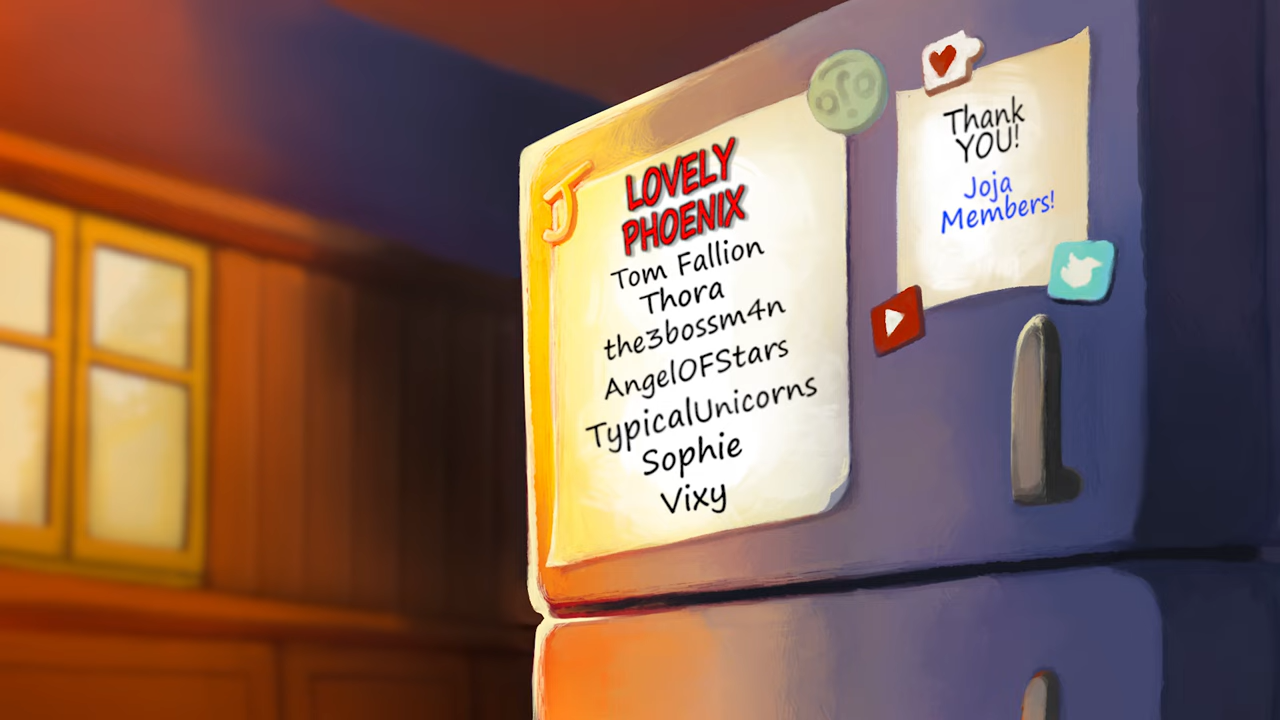 LOVELY
PHOENIX
Tom Fallion
Thora
the3bossm4n
AngelOFStars
TypicalUnicorns
Sophie
Vixy
Thank
YOU!
Joja
Members!